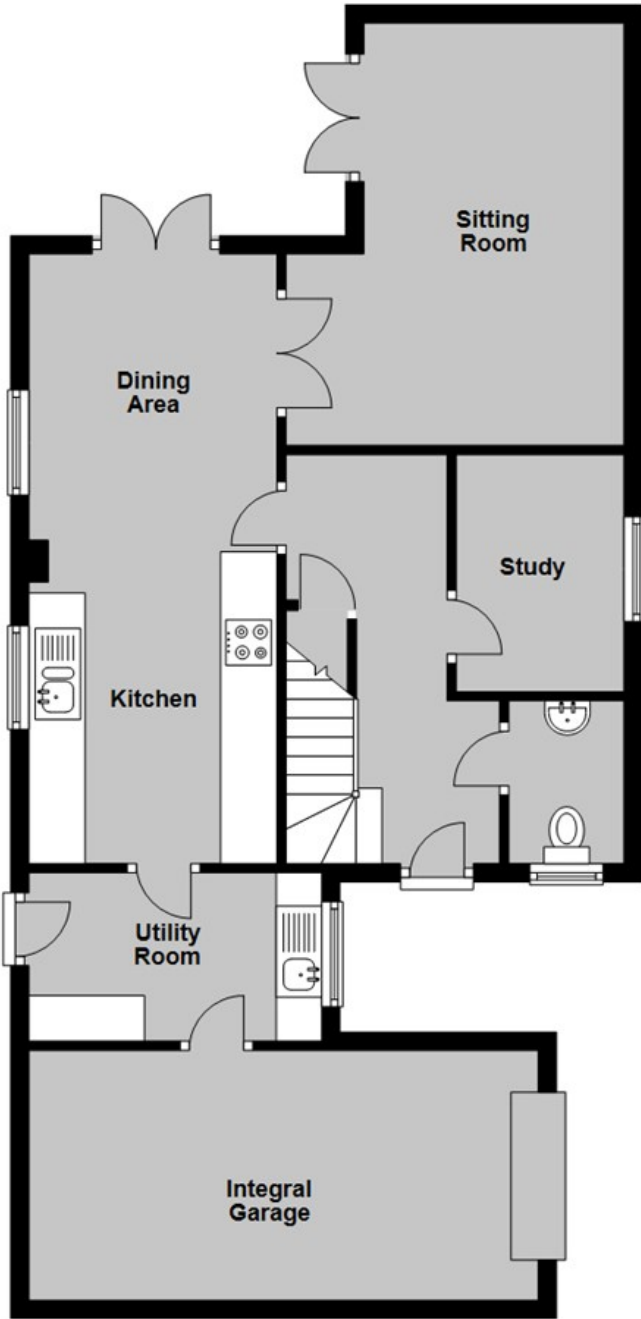 Sitting
Room
Dining
Area
Study
Kitchen
Utility
Room
Integral
Garage